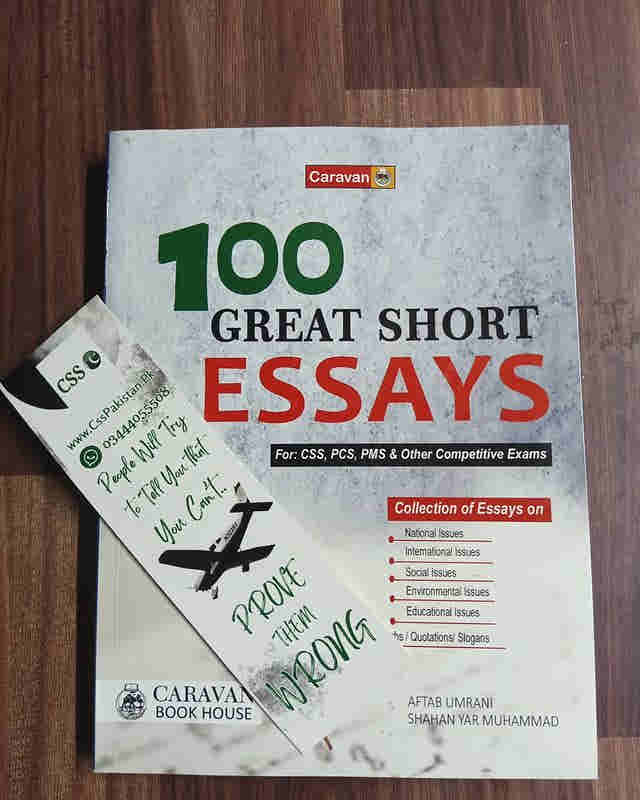 Caravan
100
GREAT SHORT
ESSAYS
For: CSS, PCS, PMS & Other Competitive Exams
Collection of Essays on
National Issues
International Issues
Social Issues
Environmental Issues
Educational Issues
/ Quotations/ Slogans
AFTAB UMRANI
SHAHAN YAR MUHAMMAD
CARAVAN
BOOK HOUSE
CSS
www.CssPakistan.Pk
03444055508
People Will Try
To Tell You That
You Can't..
PROVE
THEM
WRONG